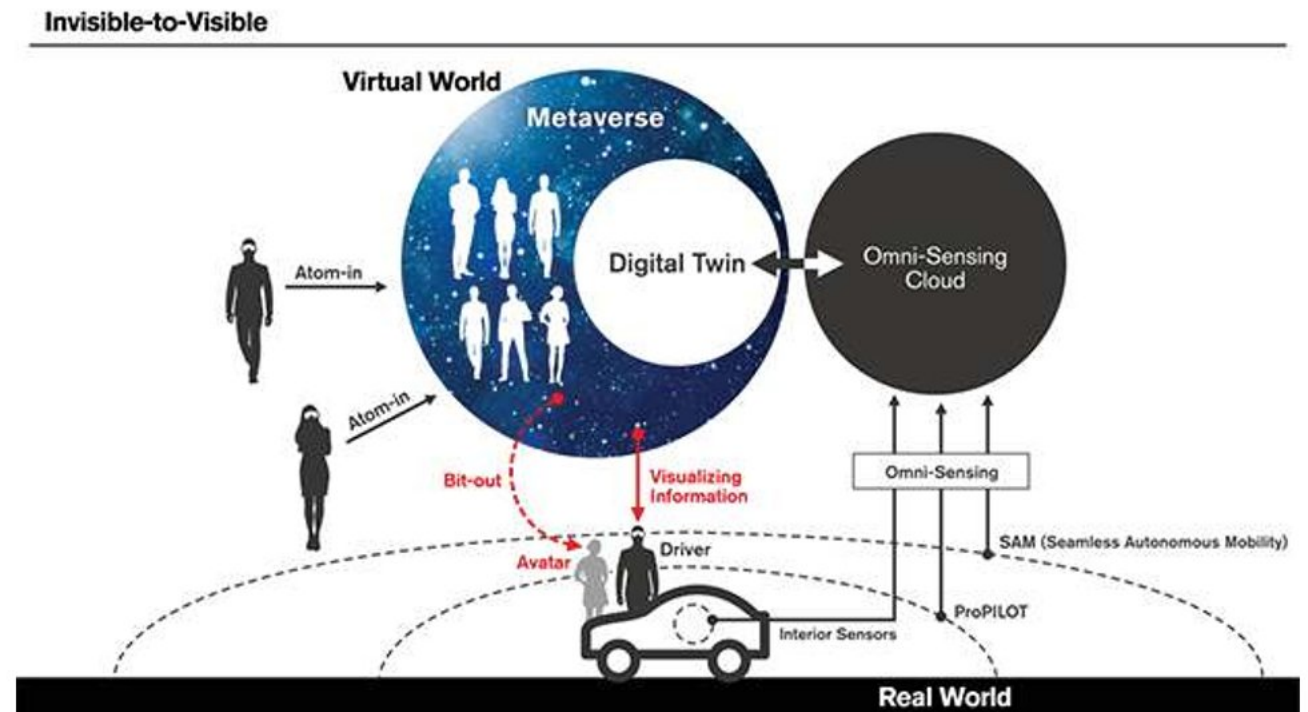 Invisible-to-Visible
Virtual World
Metaverse
Digital Twin
Omni-Sensing
Cloud
Atom-in
Atom-in
Bit-out
Visualizing
Information
Omni-Sensing
Avatar
Driver
SAM (Seamless Autonomous Mobility)
ProPILOT
Interior Sensors
Real World